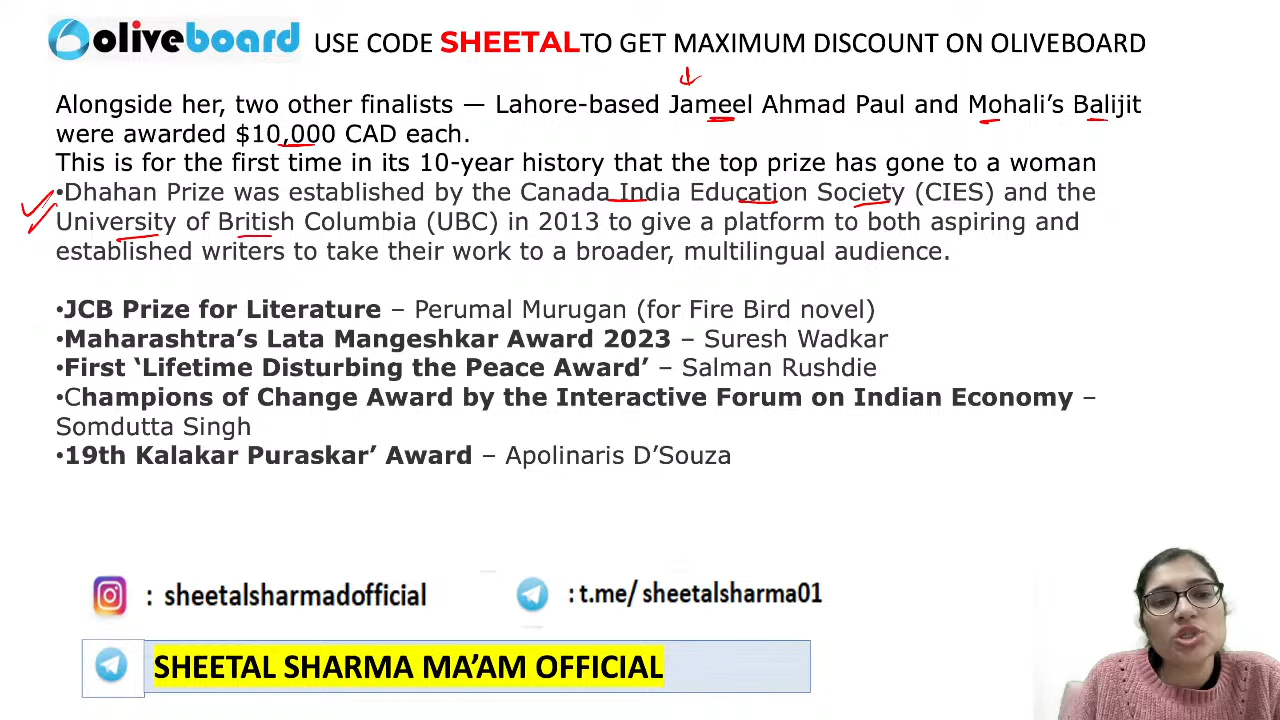 oliveboard USE CODE SHEETAL TO GET MAXIMUM DISCOUNT ON OLIVEBOARD
Alongside her, two other finalists — Lahore-based Jameel Ahmad Paul and Mohali’s Balijit
were awarded $10,000 CAD each.
This is for the first time in its 10-year history that the top prize has gone to a woman
•Dhahan Prize was established by the Canada India Education Society (CIES) and the
University of British Columbia (UBC) in 2013 to give a platform to both aspiring and
established writers to take their work to a broader, multilingual audience.
•JCB Prize for Literature – Perumal Murugan (for Fire Bird novel)
•Maharashtra’s Lata Mangeshkar Award 2023 – Suresh Wadkar
•First ‘Lifetime Disturbing the Peace Award’ – Salman Rushdie
•Champions of Change Award by the Interactive Forum on Indian Economy –
Somdutta Singh
•19th Kalakar Puraskar’ Award – Apolinaris D’Souza
: sheetalsharmadofficial : t.me/ sheetalsharma01
SHEETAL SHARMA MA’AM OFFICIAL